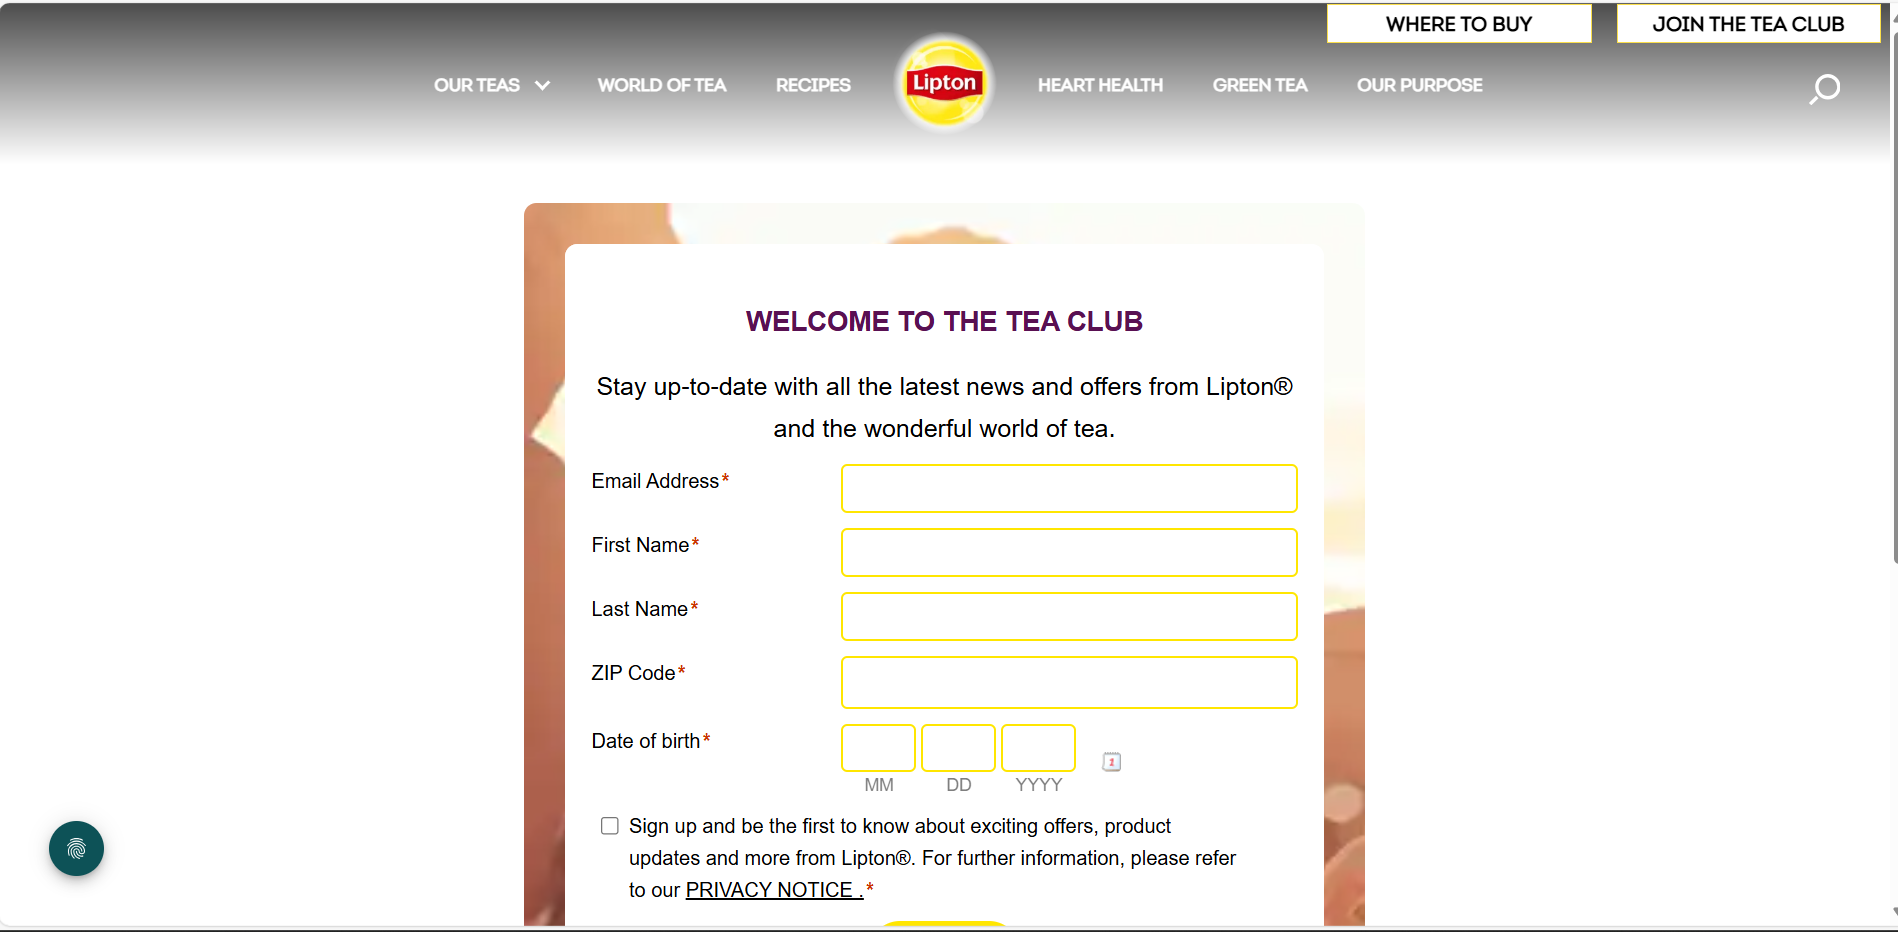 WHERE TO BUY
JOIN THE TEA CLUB
OUR TEAS
WORLD OF TEA
RECIPES
Lipton
HEART HEALTH
GREEN TEA
OUR PURPOSE
WELCOME TO THE TEA CLUB
Stay up-to-date with all the latest news and offers from Lipton®
and the wonderful world of tea.
Email Address*
First Name*
Last Name*
ZIP Code*
Date of birth*
1
MM
DD
YYYY
Sign up and be the first to know about exciting offers, product
updates and more from Lipton®. For further information, please refer
to our PRIVACY NOTICE .*